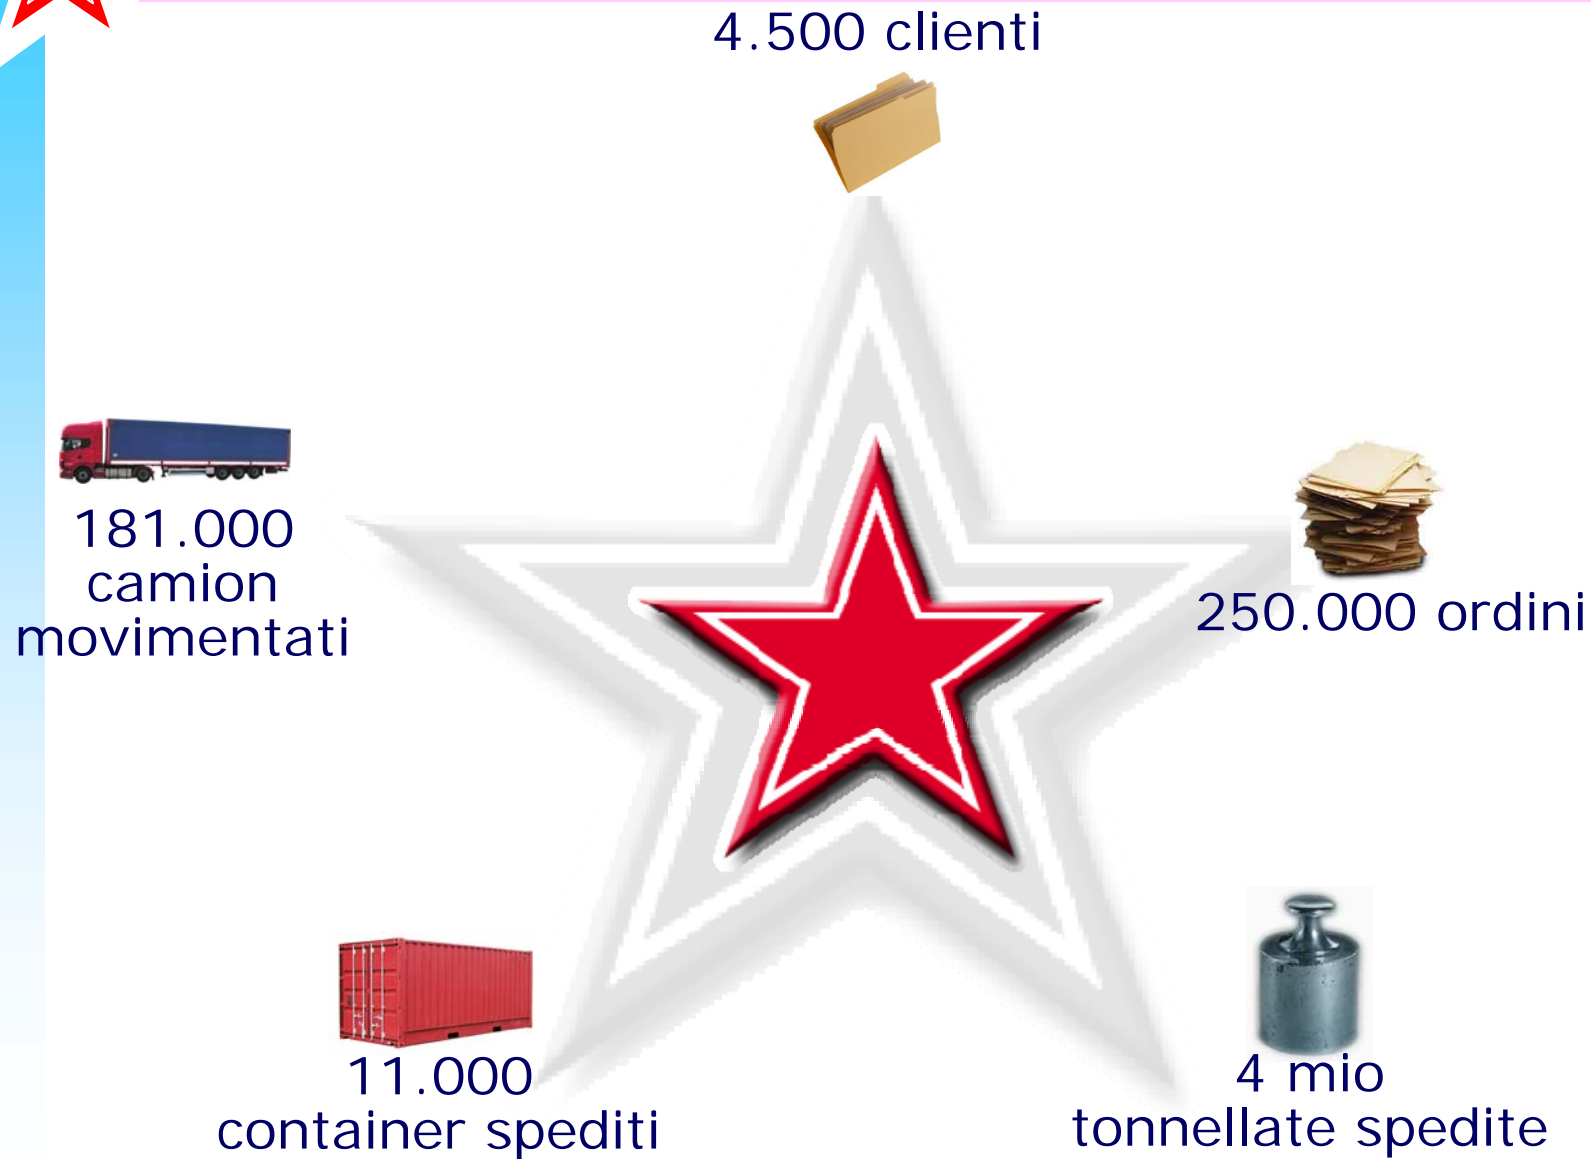 4.500 clienti
181.000
camion
movimentati
250.000 ordini
11.000
container spediti
4 mio
tonnellate spedite